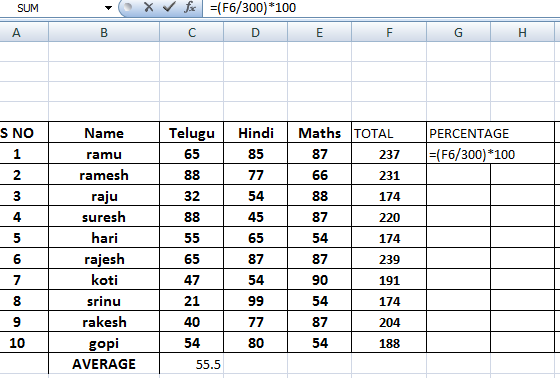 SUM fx =(F6/300)*100
A B C D E F G H
S NO Name Telugu Hindi Maths TOTAL PERCENTAGE
1 ramu 65 85 87 237 =(F6/300)*100
2 ramesh 88 77 66 231
3 raju 32 54 88 174
4 suresh 88 45 87 220
5 hari 55 65 54 174
6 rajesh 65 87 87 239
7 koti 47 54 90 191
8 srinu 21 99 54 174
9 rakesh 40 77 87 204
10 gopi 54 80 54 188
AVERAGE 55.5